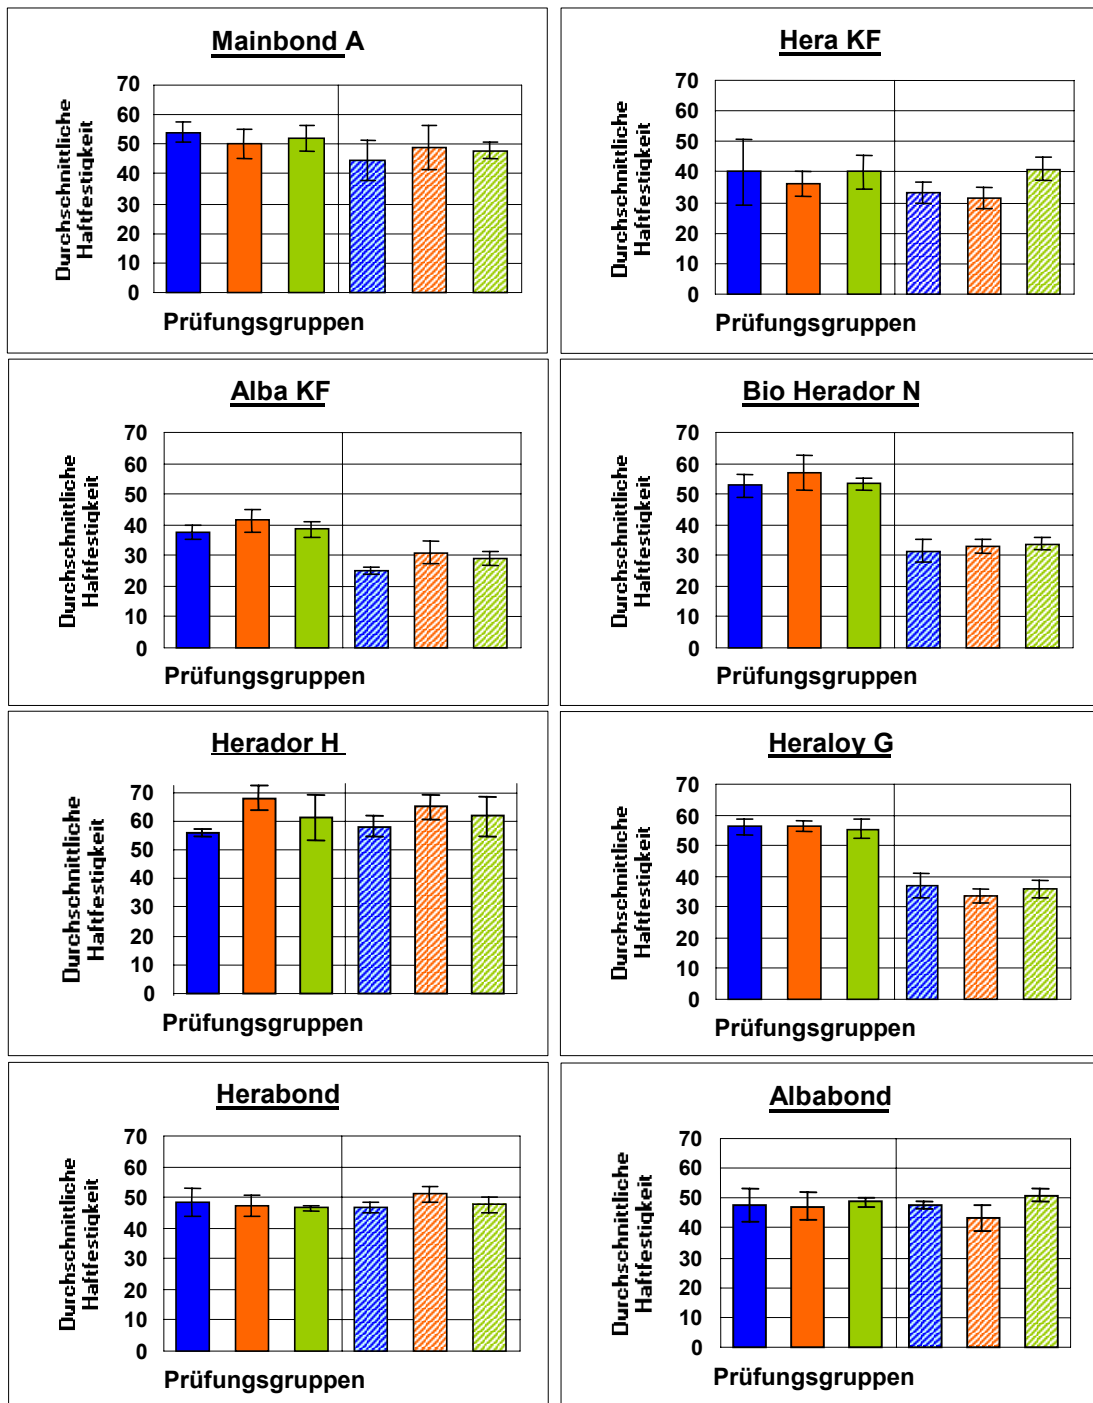 Mainbond A
Durchschnittliche
Haftfestigkeit
70
60
50
40
30
20
10
0
Prüfungsgruppen
Hera KF
Durchschnittliche
Haftfestigkeit
70
60
50
40
30
20
10
0
Prüfungsgruppen
Alba KF
Durchschnittliche
Haftfestigkeit
70
60
50
40
30
20
10
0
Prüfungsgruppen
Bio Herador N
Durchschnittliche
Haftfestigkeit
70
60
50
40
30
20
10
0
Prüfungsgruppen
Herador H
Durchschnittliche
Haftfestigkeit
70
60
50
40
30
20
10
0
Prüfungsgruppen
Heraloy G
Durchschnittliche
Haftfestigkeit
70
60
50
40
30
20
10
0
Prüfungsgruppen
Herabond
Durchschnittliche
Haftfestigkeit
70
60
50
40
30
20
10
0
Prüfungsgruppen
Albabond
Durchschnittliche
Haftfestigkeit
70
60
50
40
30
20
10
0
Prüfungsgruppen